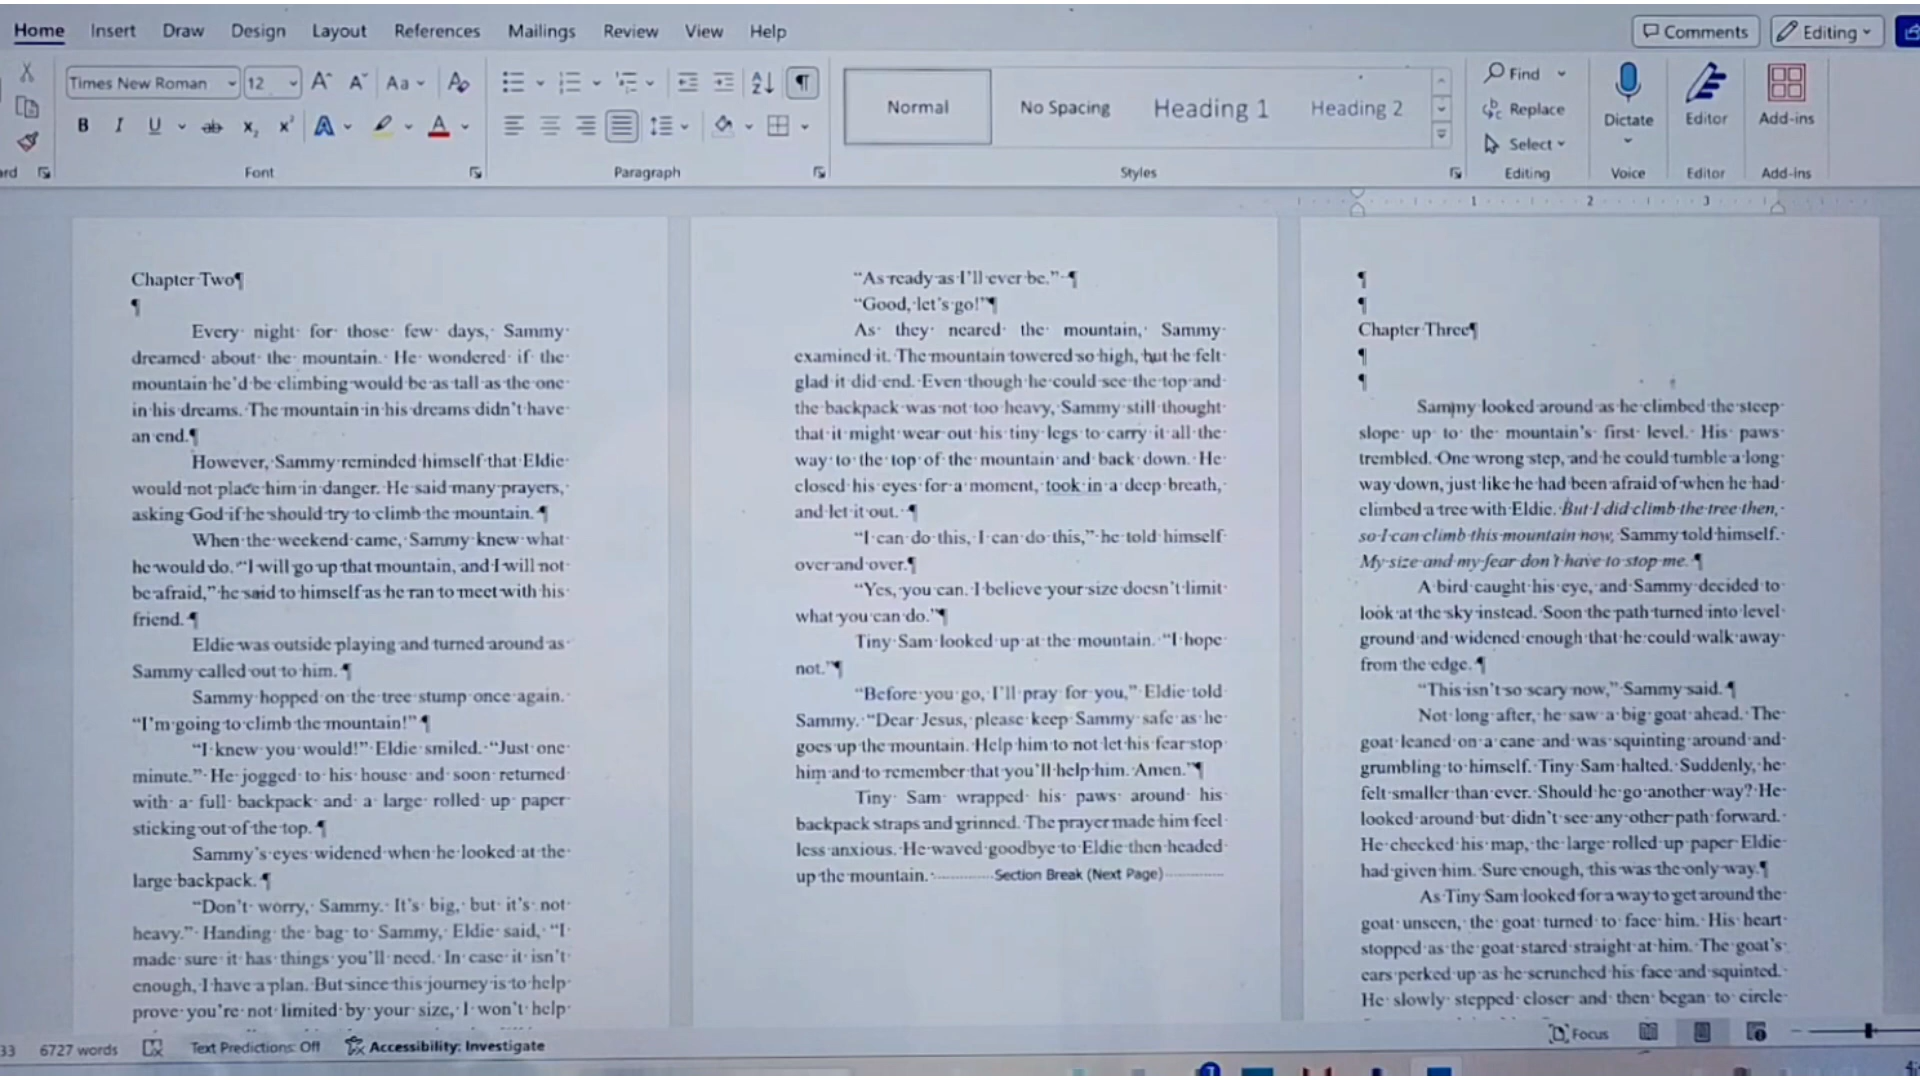 Home Insert Draw Design Layout References Mailings Review View Help
Comments Editing
Times New Roman 12
Normal No Spacing Heading 1 Heading 2
Find
Replace
Select
Dictate Editor Add-ins
Font Paragraph Styles Editing Voice Editor Add-ins
1 2 3
Chapter Two¶
¶
Every night for those few days, Sammy
dreamed about the mountain. He wondered if the
mountain he'd be climbing would be as tall as the one
in his dreams. The mountain in his dreams didn't have
an end.¶
However, Sammy reminded himself that Eldie
would not place him in danger. He said many prayers,
asking God if he should try to climb the mountain. ¶
When the weekend came, Sammy knew what
he would do. “I will go up that mountain, and I will not
be afraid,” he said to himself as he ran to meet with his
friend. ¶
Eldie was outside playing and turned around as
Sammy called out to him. ¶
Sammy hopped on the tree stump once again.
“I'm going to climb the mountain!” ¶
“I knew you would!” Eldie smiled. “Just one
minute.” He jogged to his house and soon returned
with a full backpack and a large rolled up paper
sticking out of the top. ¶
Sammy's eyes widened when he looked at the
large backpack. ¶
“Don't worry, Sammy. It's big, but it's not
heavy.” Handing the bag to Sammy, Eldie said, “I
made sure it has things you'll need. In case it isn't
enough, I have a plan. But since this journey is to help
prove you're not limited by your size, I won't help
“As ready as I'll ever be.” ¶
“Good, let's go!”¶
As they neared the mountain, Sammy
examined it. The mountain towered so high, but he felt
glad it did end. Even though he could see the top and
the backpack was not too heavy, Sammy still thought
that it might wear out his tiny legs to carry it all the
way to the top of the mountain and back down. He
closed his eyes for a moment, took in a deep breath,
and let it out. ¶
“I can do this, I can do this,” he told himself
over and over.¶
“Yes, you can. I believe your size doesn't limit
what you can do.”¶
Tiny Sam looked up at the mountain. “I hope
not.”¶
“Before you go, I'll pray for you,” Eldie told
Sammy. “Dear Jesus, please keep Sammy safe as he
goes up the mountain. Help him to not let his fear stop
him and to remember that you'll help him. Amen.”¶
Tiny Sam wrapped his paws around his
backpack straps and grinned. The prayer made him feel
less anxious. He waved goodbye to Eldie then headed
up the mountain. Section Break (Next Page)
¶
¶
Chapter Three¶
¶
¶
Sammy looked around as he climbed the steep
slope up to the mountain's first level. His paws
trembled. One wrong step, and he could tumble a long
way down, just like he had been afraid of when he had
climbed a tree with Eldie. But I did climb the tree then,
so I can climb this mountain now, Sammy told himself.
My size and my fear don't have to stop me. ¶
A bird caught his eye, and Sammy decided to
look at the sky instead. Soon the path turned into level
ground and widened enough that he could walk away
from the edge. ¶
“This isn't so scary now,” Sammy said. ¶
Not long after, he saw a big goat ahead. The
goat leaned on a cane and was squinting around and
grumbling to himself. Tiny Sam halted. Suddenly, he
felt smaller than ever. Should he go another way? He
looked around but didn't see any other path forward.
He checked his map, the large rolled up paper Eldie
had given him. Sure enough, this was the only way.¶
As Tiny Sam looked for a way to get around the
goat unseen, the goat turned to face him. His heart
stopped as the goat stared straight at him. The goat's
ears perked up as he scrunched his face and squinted.
He slowly stepped closer and then began to circle
33 6727 words Text Predictions: Off Accessibility: Investigate Focus